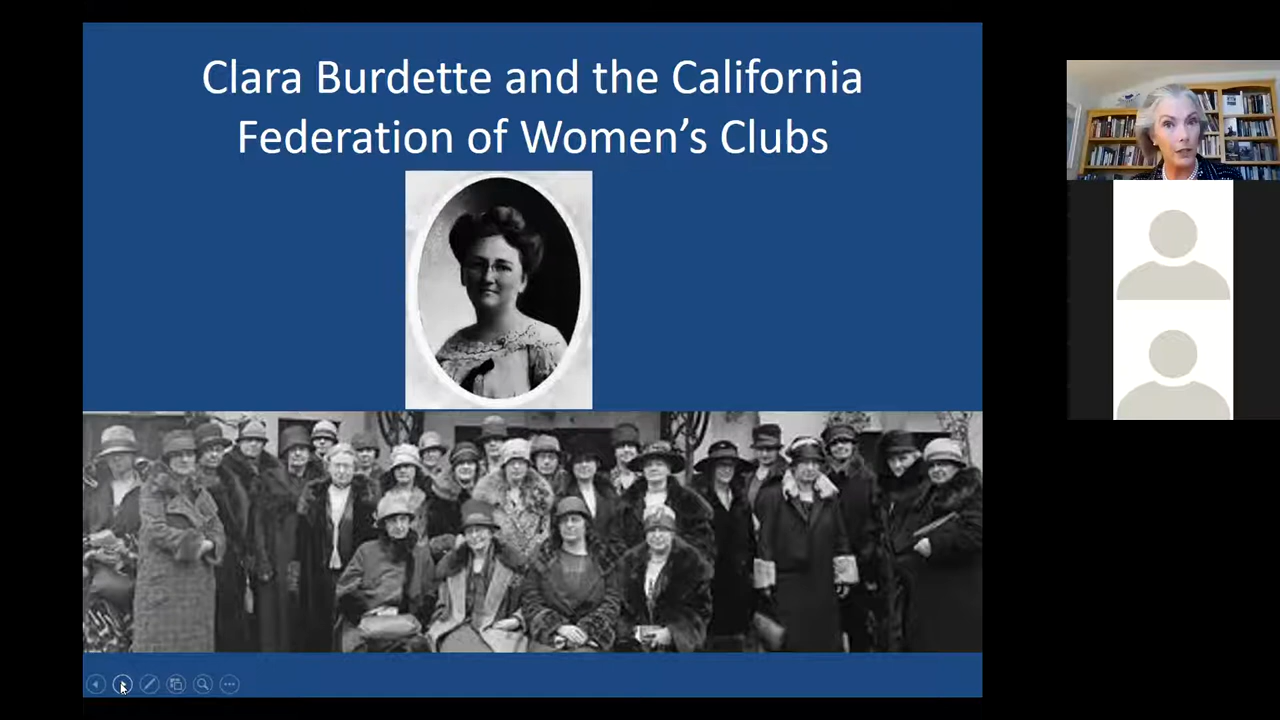 Clara Burdette and the California
Federation of Women’s Clubs